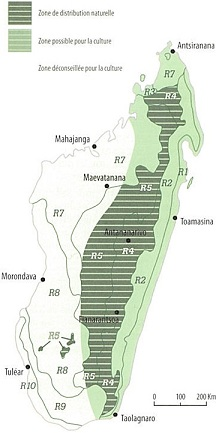 Zone de distribution naturelle
Zone possible pour la culture
Zone déconseillée pour la culture
Antsiranana
R7
R3
R4
Mahajanga
R7
R2
R1
Maevatanana
R5
Toamasina
R7
Antananarivo
R5
R4
Morondava
R8
R2
Fianarantsoa
R5
Tuléar
R8
R10
R5
R4
R9
Taolagnaro
0 100 200 Km